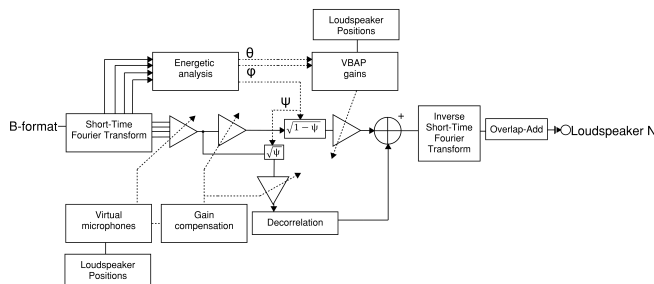 Loudspeaker
Positions
Energetic
analysis
θ
φ
VBAP
gains
ψ
B-format
Short-Time
Fourier Transform
√1 − ψ
√ψ
+
Inverse
Short-Time
Fourier
Transform
Overlap-Add
Loudspeaker N
Virtual
microphones
Gain
compensation
Decorrelation
Loudspeaker
Positions